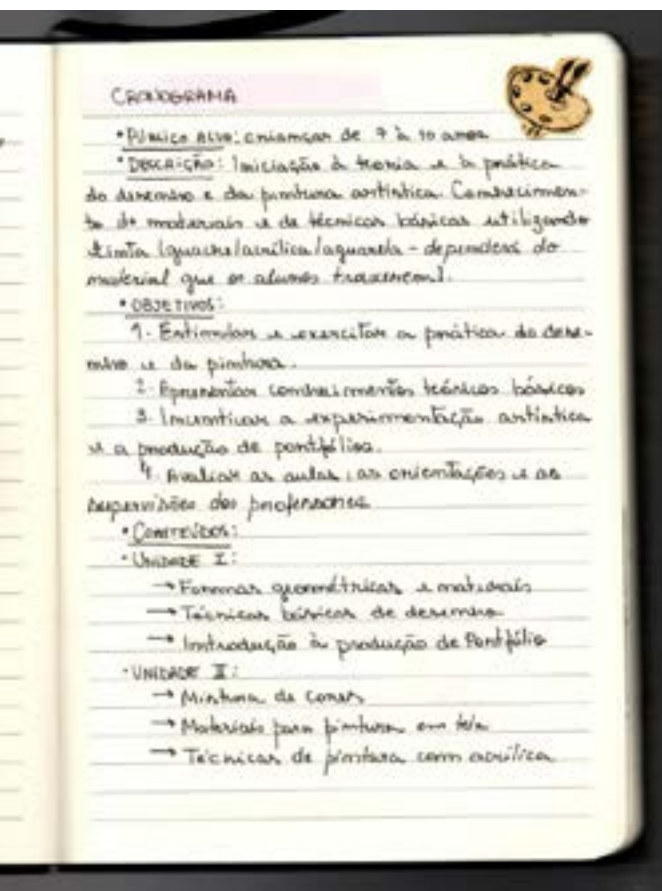 CRONOGRAMA
• PÚBLICO ALVO: crianças de 7 à 10 anos
• DESCRIÇÃO: Iniciação à teoria e à prática
do desenho e da pintura artística. Conhecimen-
to de materiais e de técnicas básicas utilizando
tinta (guache/acrílica/aquarela - dependerá do
material que os alunos trouxerem).
• OBJETIVOS:
1- Estimular e exercitar a prática do dese-
nho e da pintura.
2- Apresentar conhecimentos teóricos básicos
3- Incentivar a experimentação artística
e a produção de portfólios.
4- Avaliar as aulas, as orientações e as
supervisões dos professores
• CONTEÚDOS:
• UNIDADE I:
→ Formas geométricas e materiais
→ Técnicas básicas de desenho
→ Introdução à produção de Portfólio
• UNIDADE II:
→ Mistura de cores
→ Materiais para pintura em tela
→ Técnicas de pintura com acrílica